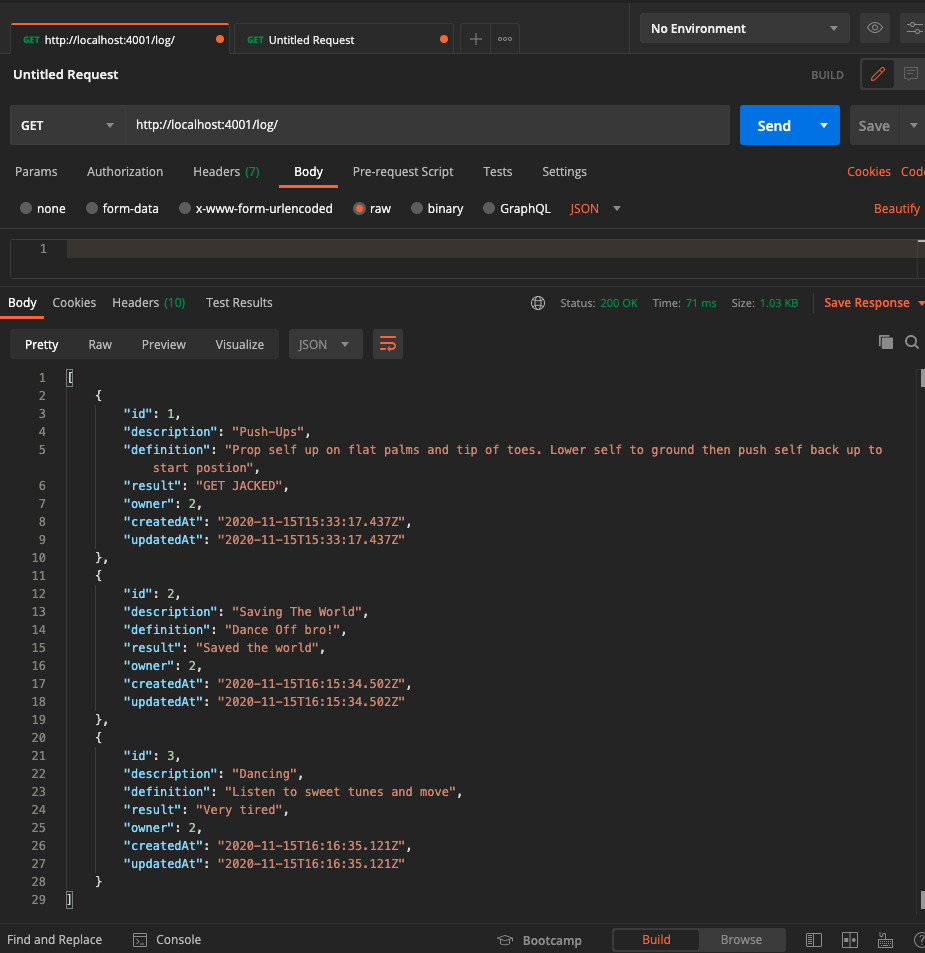 GET http://localhost:4001/log/ GET Untitled Request + ooo No Environment
Untitled Request BUILD
GET http://localhost:4001/log/ Send Save
Params Authorization Headers (7) Body Pre-request Script Tests Settings Cookies Code
none form-data x-www-form-urlencoded raw binary GraphQL JSON Beautify
1
Body Cookies Headers (10) Test Results Status: 200 OK Time: 71 ms Size: 1.03 KB Save Response
Pretty Raw Preview Visualize JSON
1 [
2 {
3 "id": 1,
4 "description": "Push-Ups",
5 "definition": "Prop self up on flat palms and tip of toes. Lower self to ground then push self back up to
start postion",
6 "result": "GET JACKED",
7 "owner": 2,
8 "createdAt": "2020-11-15T15:33:17.437Z",
9 "updatedAt": "2020-11-15T15:33:17.437Z"
10 },
11 {
12 "id": 2,
13 "description": "Saving The World",
14 "definition": "Dance Off bro!",
15 "result": "Saved the world",
16 "owner": 2,
17 "createdAt": "2020-11-15T16:15:34.502Z",
18 "updatedAt": "2020-11-15T16:15:34.502Z"
19 },
20 {
21 "id": 3,
22 "description": "Dancing",
23 "definition": "Listen to sweet tunes and move",
24 "result": "Very tired",
25 "owner": 2,
26 "createdAt": "2020-11-15T16:16:35.121Z",
27 "updatedAt": "2020-11-15T16:16:35.121Z"
28 }
29 ]
Find and Replace Console Bootcamp Build Browse